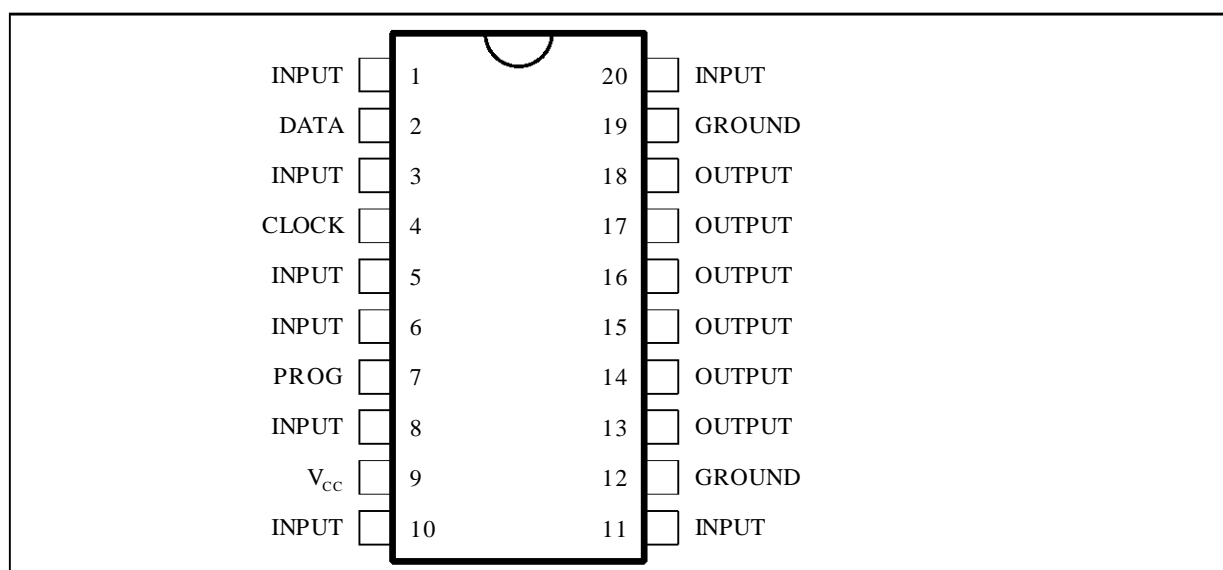 INPUT 1 20 INPUT
DATA 2 19 GROUND
INPUT 3 18 OUTPUT
CLOCK 4 17 OUTPUT
INPUT 5 16 OUTPUT
INPUT 6 15 OUTPUT
PROG 7 14 OUTPUT
INPUT 8 13 OUTPUT
VCC 9 12 GROUND
INPUT 10 11 INPUT